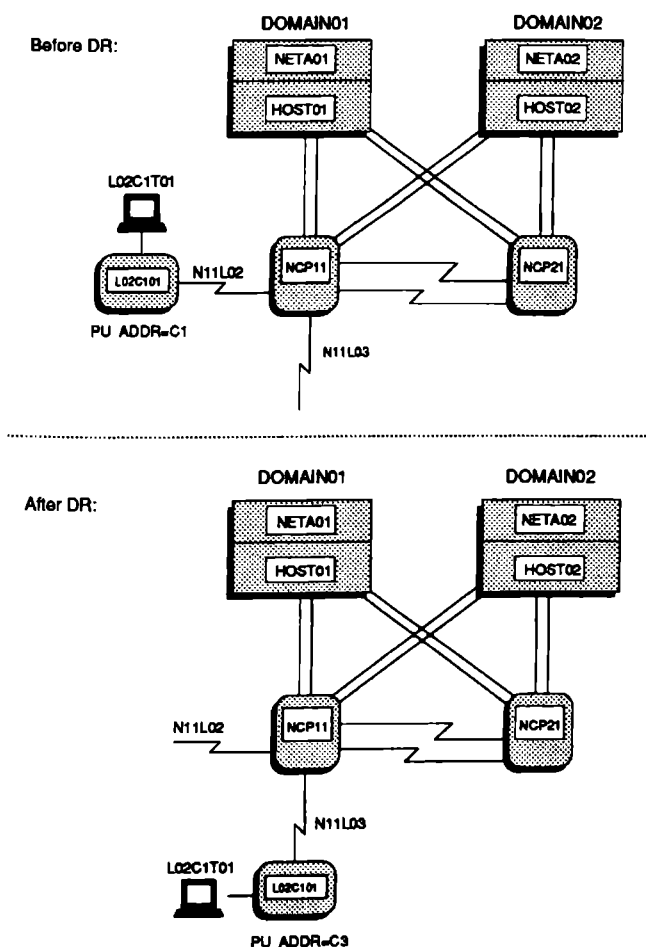 Before DR:
DOMAIN01
DOMAIN02
NETA01
NETA02
HOST01
HOST02
L02C1T01
L02C101
N11L02
NCP11
NCP21
PU ADDR=C1
N11L03
After DR:
DOMAIN01
DOMAIN02
NETA01
NETA02
HOST01
HOST02
N11L02
NCP11
NCP21
N11L03
L02C1T01
L02C101
PU ADDR=C3